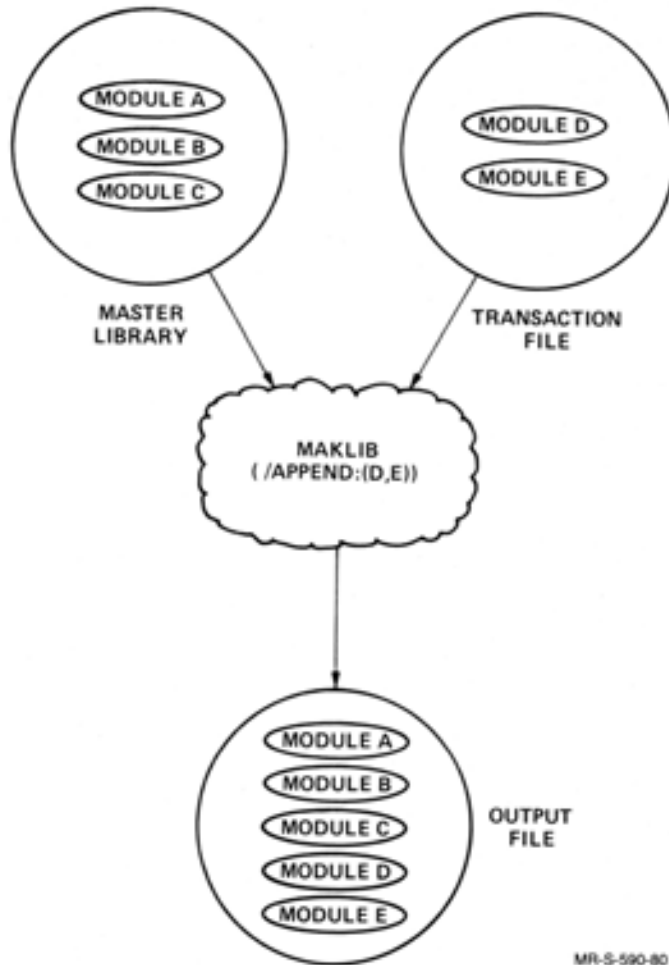 MODULE A
MODULE B
MODULE C
MASTER
LIBRARY
MODULE D
MODULE E
TRANSACTION
FILE
MAKLIB
( /APPEND:(D,E))
MODULE A
MODULE B
MODULE C
MODULE D
MODULE E
OUTPUT
FILE
MR-S-590-80